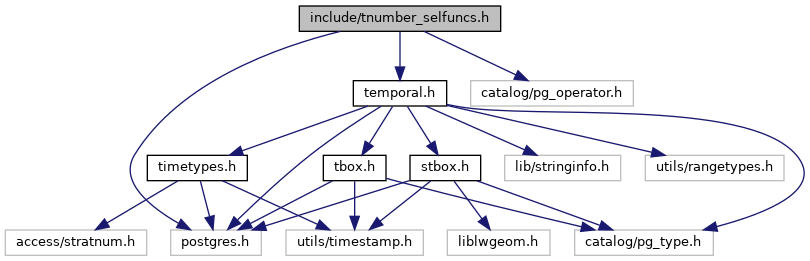 include/tnumber_selfuncs.h
temporal.h
catalog/pg_operator.h
timetypes.h
tbox.h
stbox.h
lib/stringinfo.h
utils/rangetypes.h
access/stratnum.h
postgres.h
utils/timestamp.h
liblwgeom.h
catalog/pg_type.h